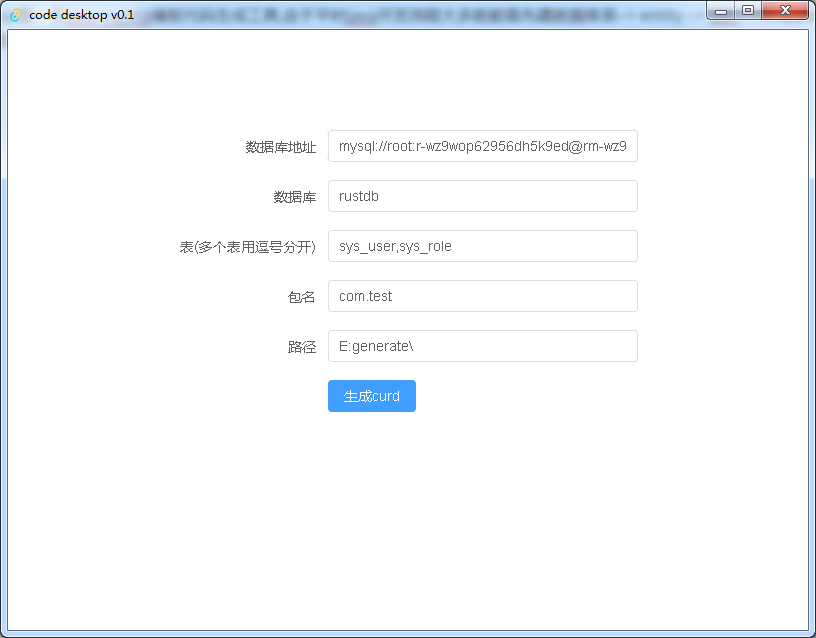 code desktop v0.1
数据库地址 mysql://root:r-wz9wop62956dh5k9ed@rm-wz9
数据库 rustdb
表(多个表用逗号分开) sys_user,sys_role
包名 com.test
路径 E:generate\
生成curd